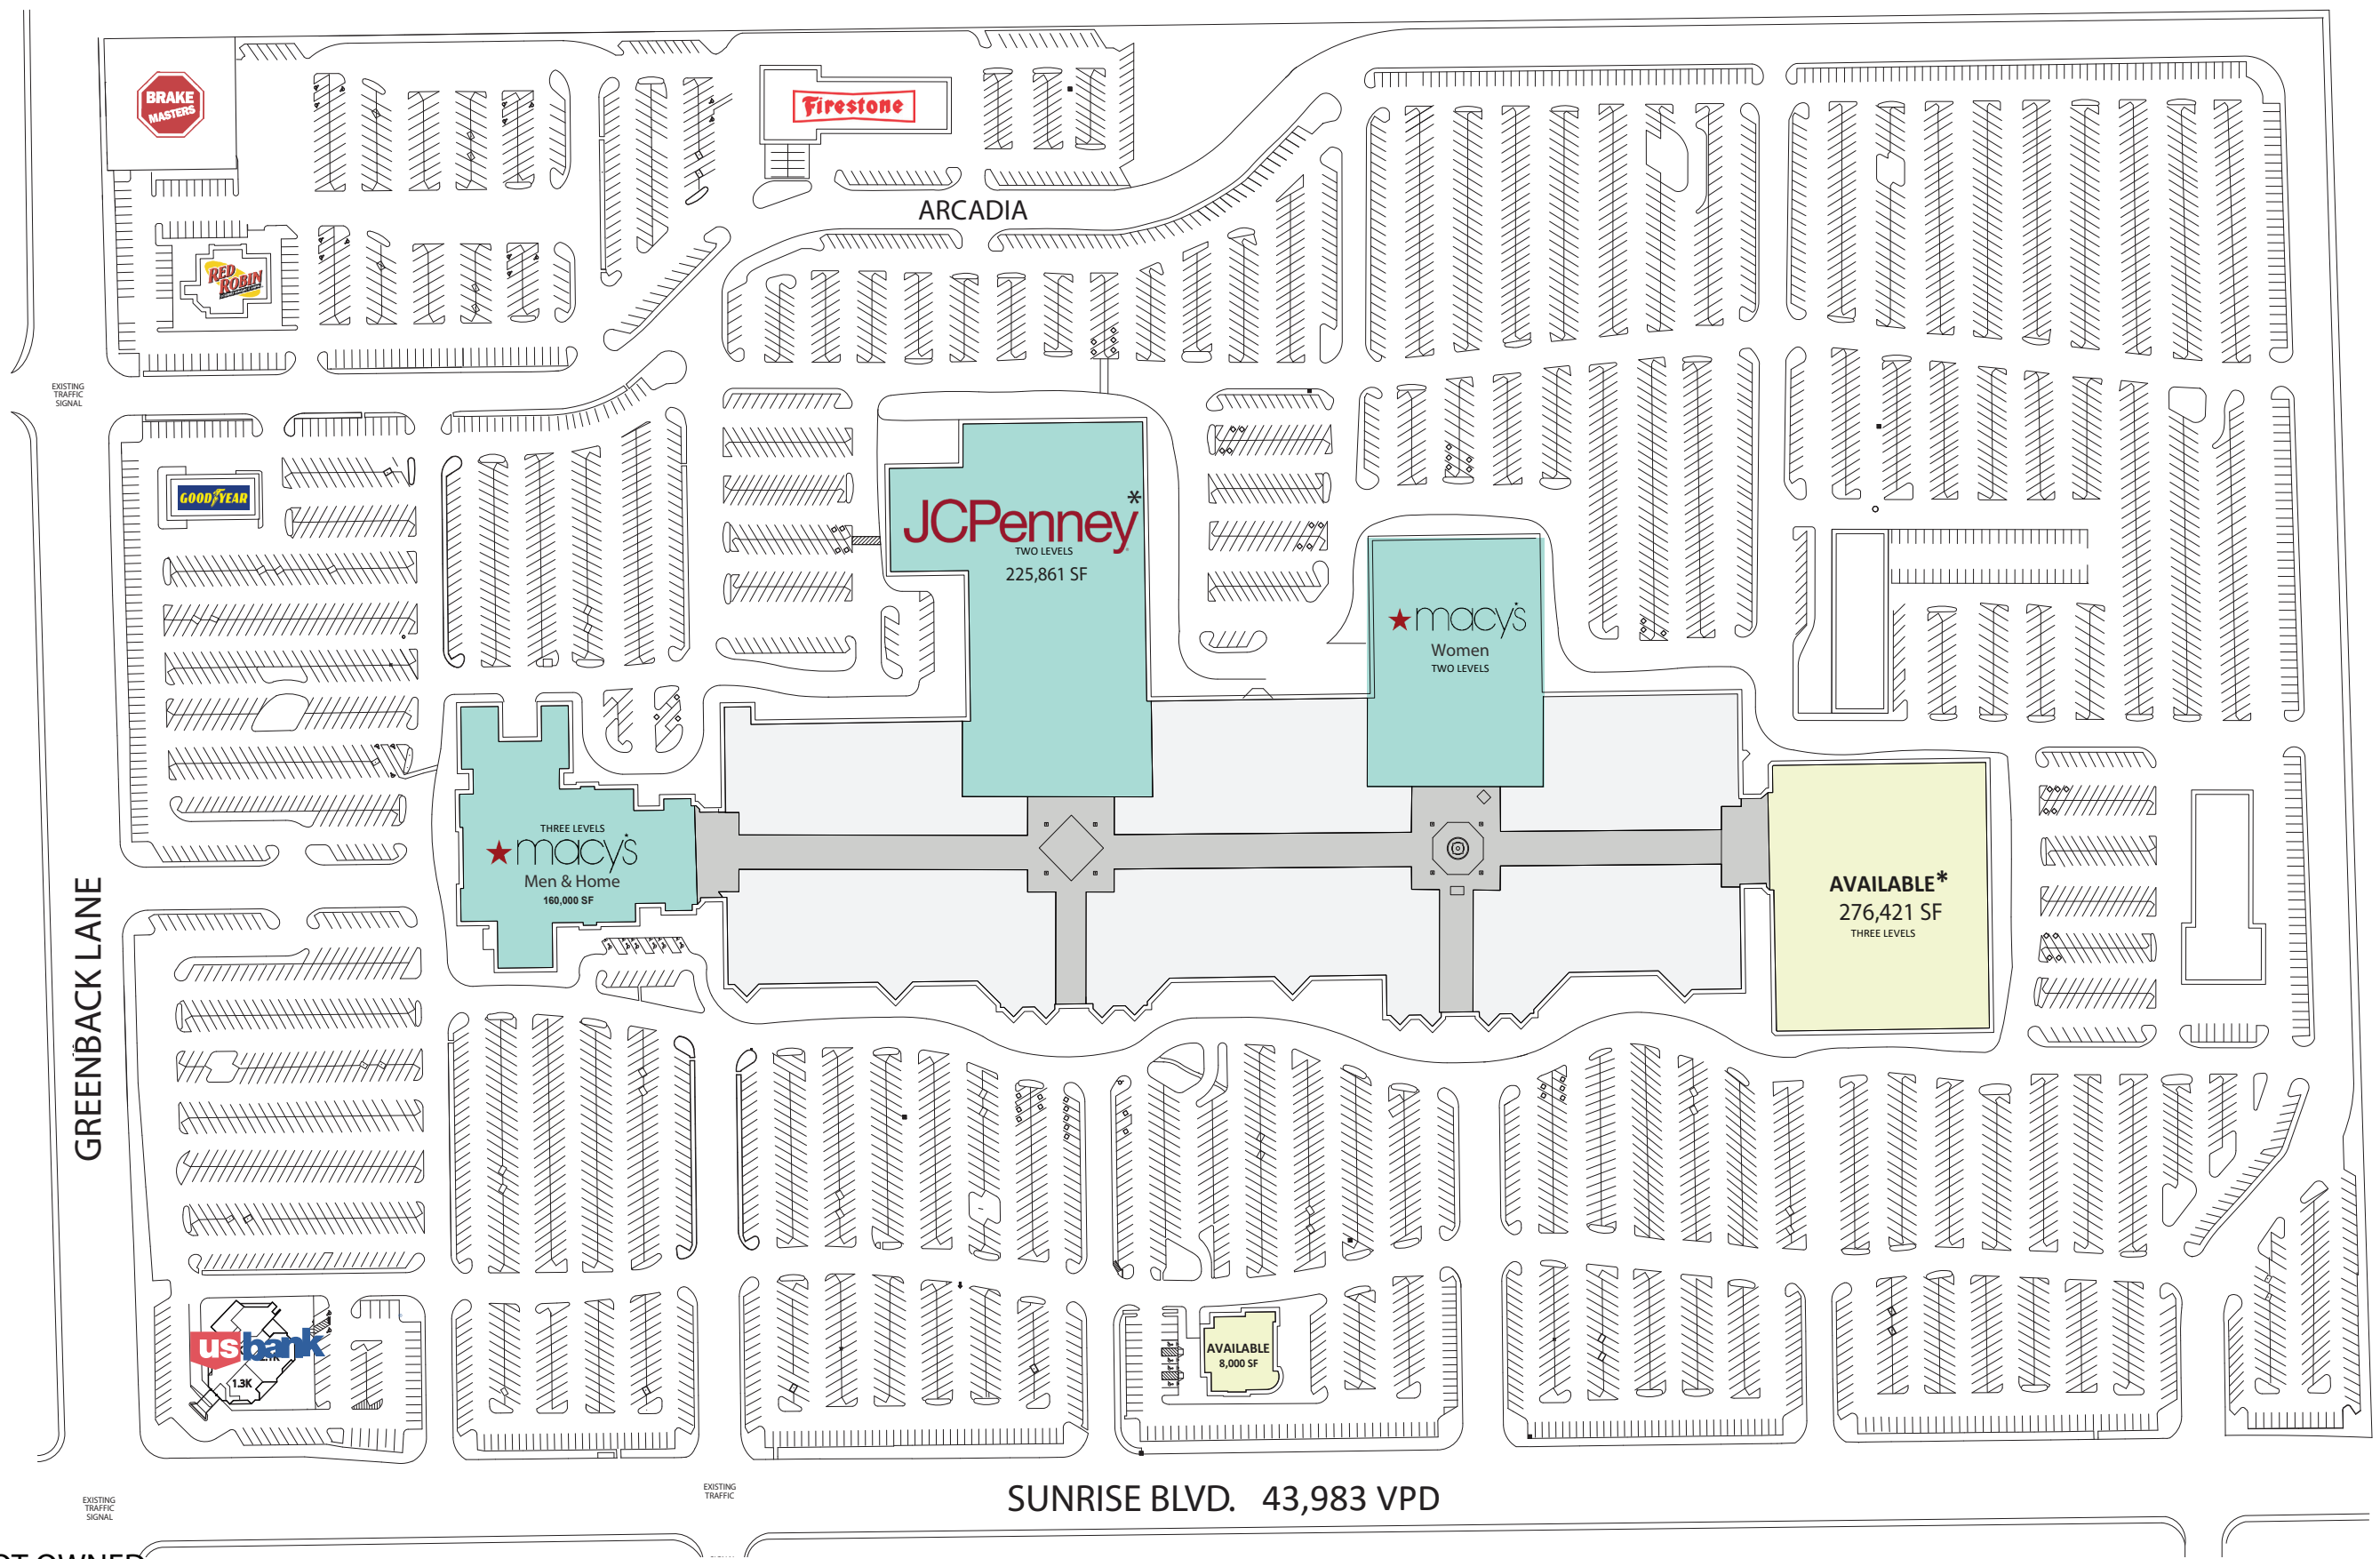 BRAKE
MASTERS
Firestone
ARCADIA
RED
ROBIN
EXISTING
TRAFFIC
SIGNAL
GOODYEAR
JCPenney*
TWO LEVELS
225,861 SF
macy's
Women
TWO LEVELS
THREE LEVELS
macy's
Men & Home
160,000 SF
AVAILABLE*
276,421 SF
THREE LEVELS
GREENBACK LANE
usbank
1.3K
AVAILABLE
8,000 SF
EXISTING
TRAFFIC
SIGNAL
EXISTING
TRAFFIC
SUNRISE BLVD. 43,983 VPD